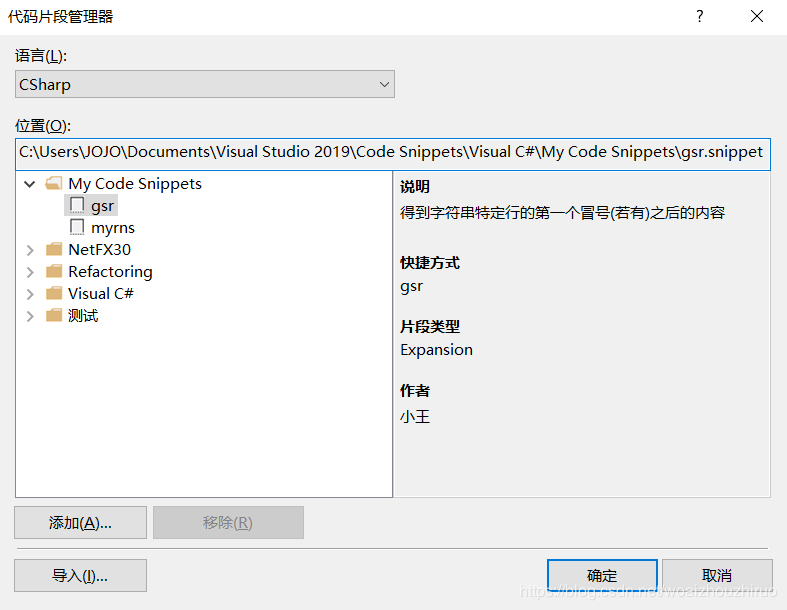 代码片段管理器
语言(L):
CSharp
位置(O):
C:\Users\JOJO\Documents\Visual Studio 2019\Code Snippets\Visual C#\My Code Snippets\gsr.snippet
My Code Snippets
gsr
myrns
NetFX30
Refactoring
Visual C#
测试
说明
得到字符串特定行的第一个冒号(若有)之后的内容
快捷方式
gsr
片段类型
Expansion
作者
小王
添加(A)...
移除(R)
导入(I)...
确定
取消
https://blog.csdn.net/woaizhouzhiruo